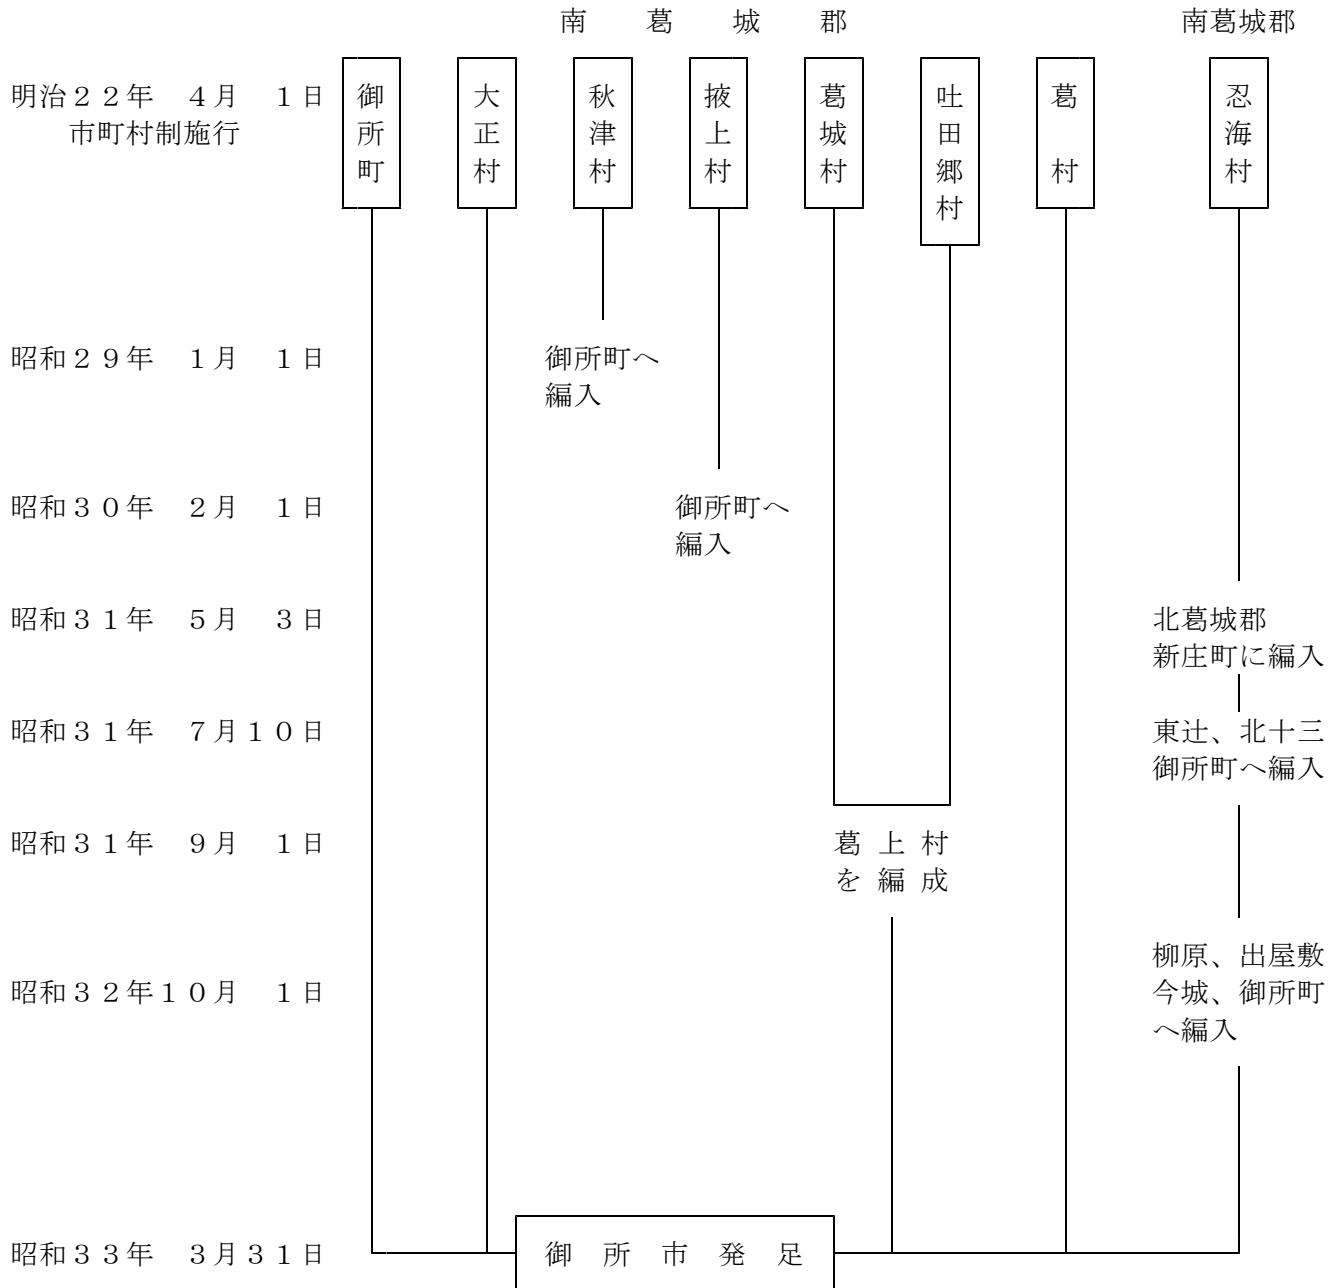 南葛城郡 南葛城郡
明治２２年　４月　１日
市町村制施行
御所町
大正村
秋津村
掖上村
葛城村
吐田郷村
葛村
忍海村
昭和２９年　１月　１日
御所町へ
編入
昭和３０年　２月　１日
御所町へ
編入
昭和３１年　５月　３日
北葛城郡
新庄町に編入
昭和３１年　７月１０日
東辻、北十三
御所町へ編入
昭和３１年　９月　１日
葛上村
を編成
昭和３２年１０月　１日
柳原、出屋敷
今城、御所町
へ編入
昭和３３年　３月３１日
御所市発足